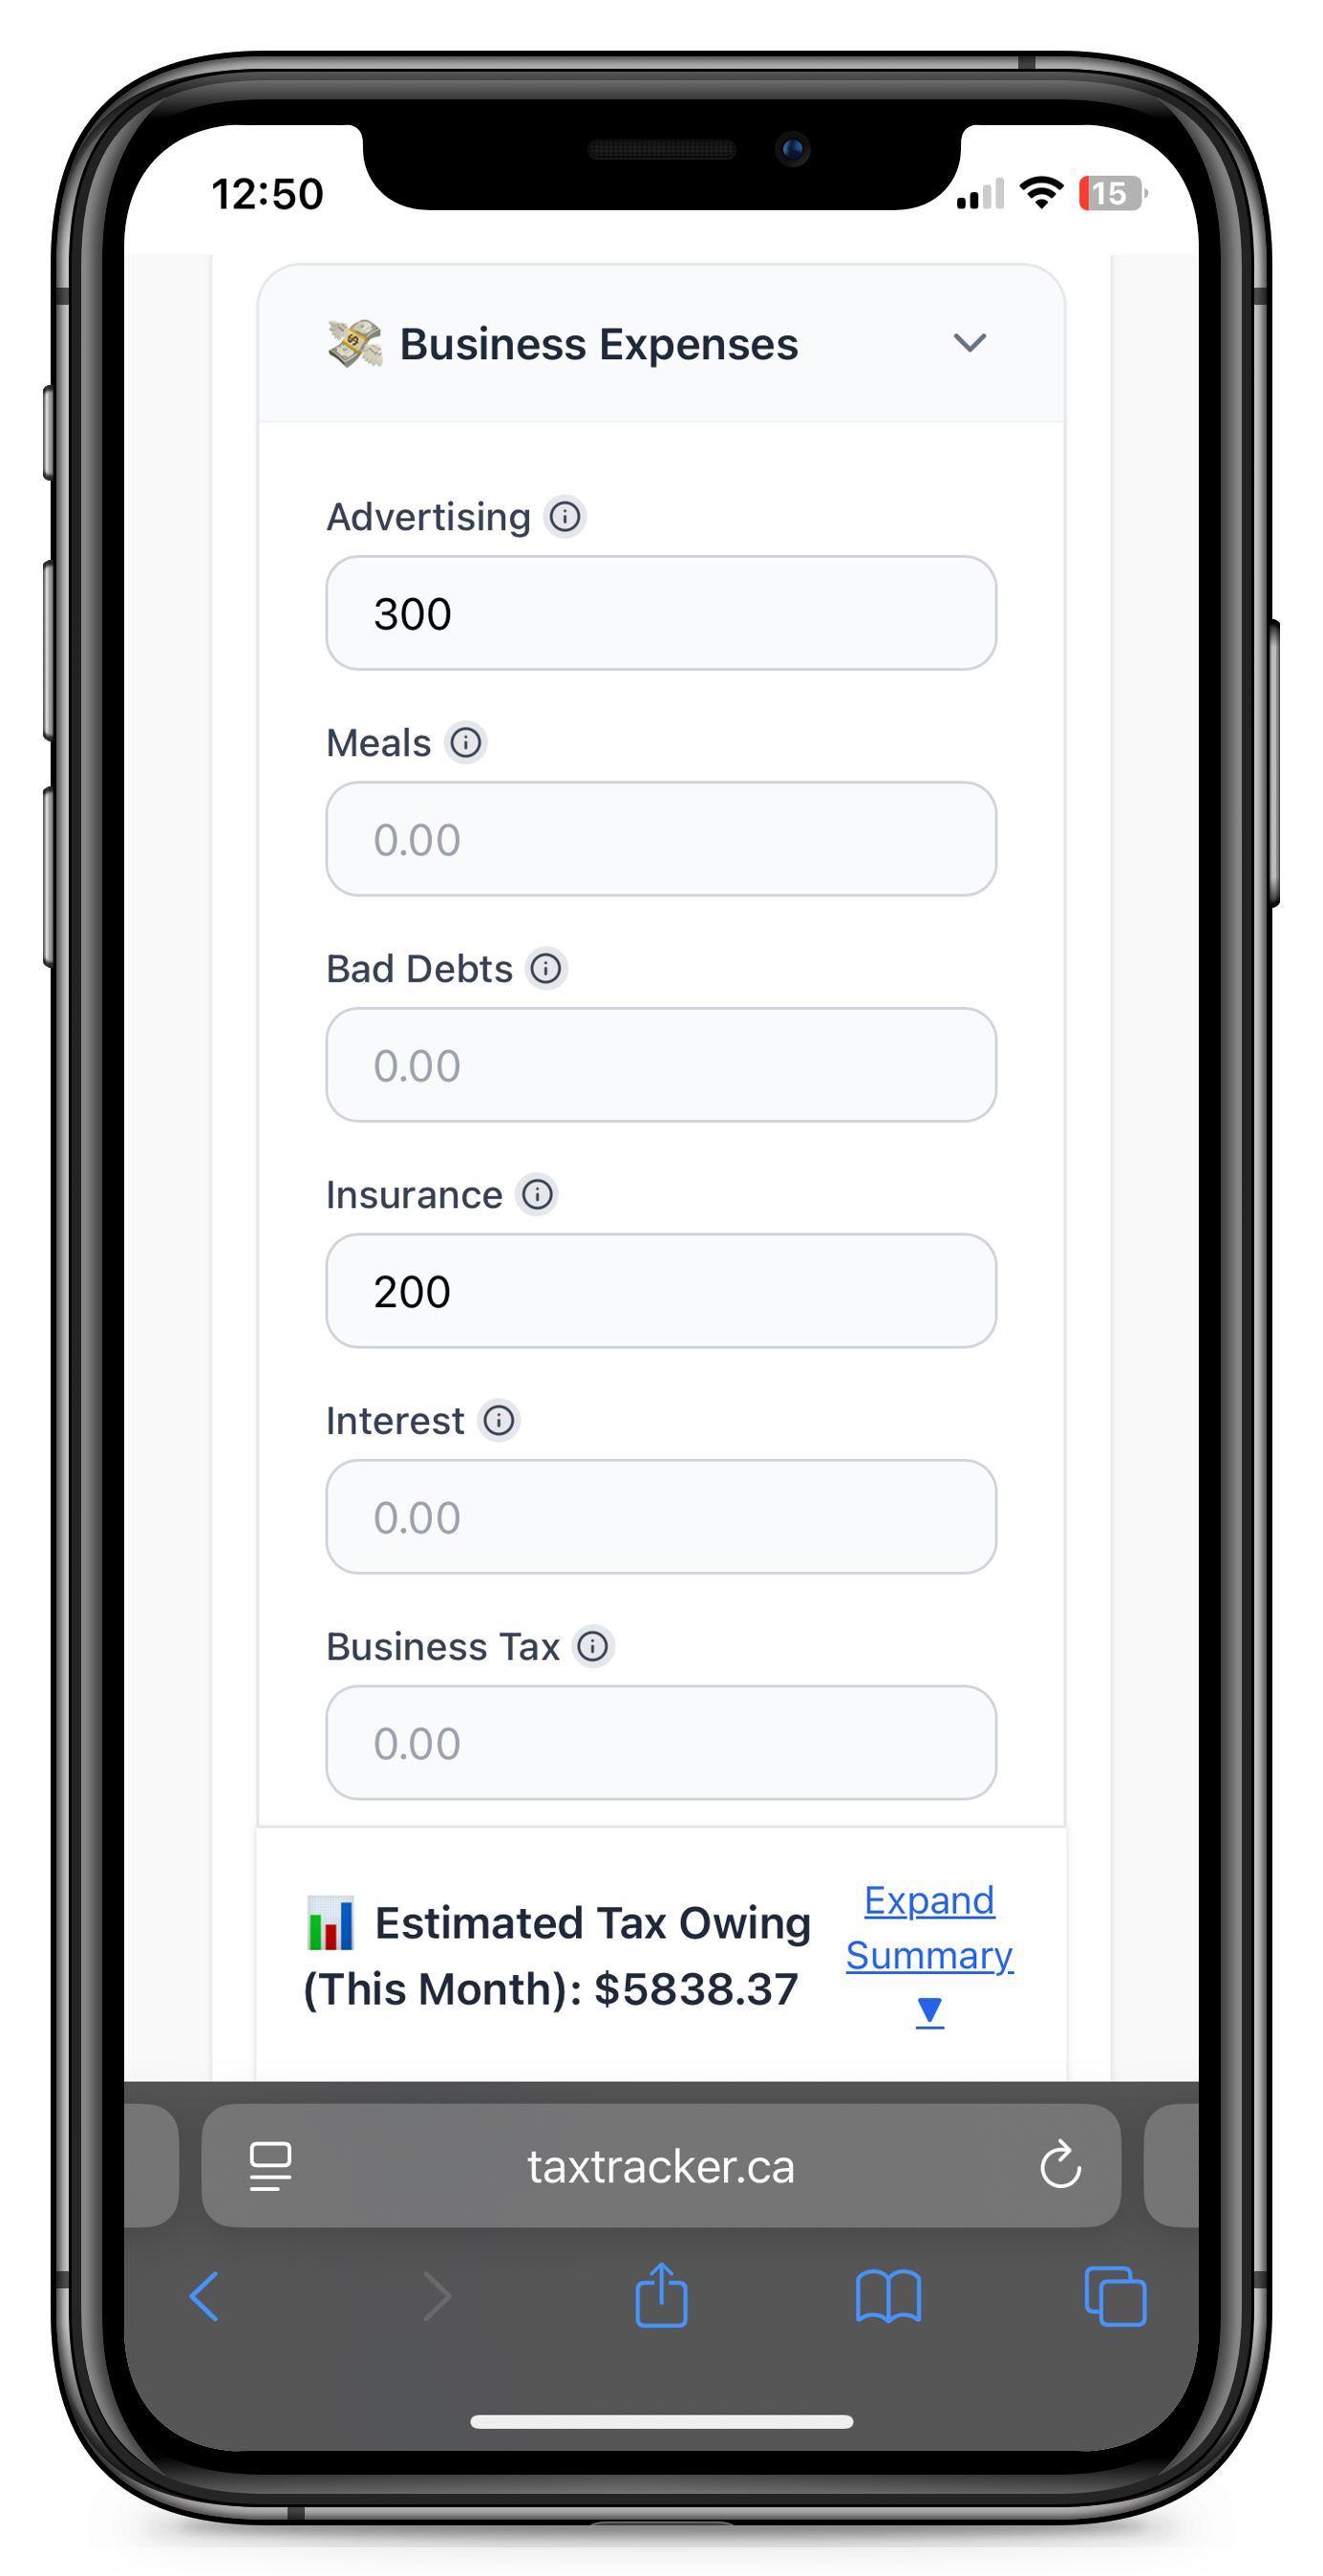 12:50
15
Business Expenses
Advertising
300
Meals
0.00
Bad Debts
0.00
Insurance
200
Interest
0.00
Business Tax
0.00
Estimated Tax Owing
(This Month): $5838.37
Expand
Summary
taxtracker.ca